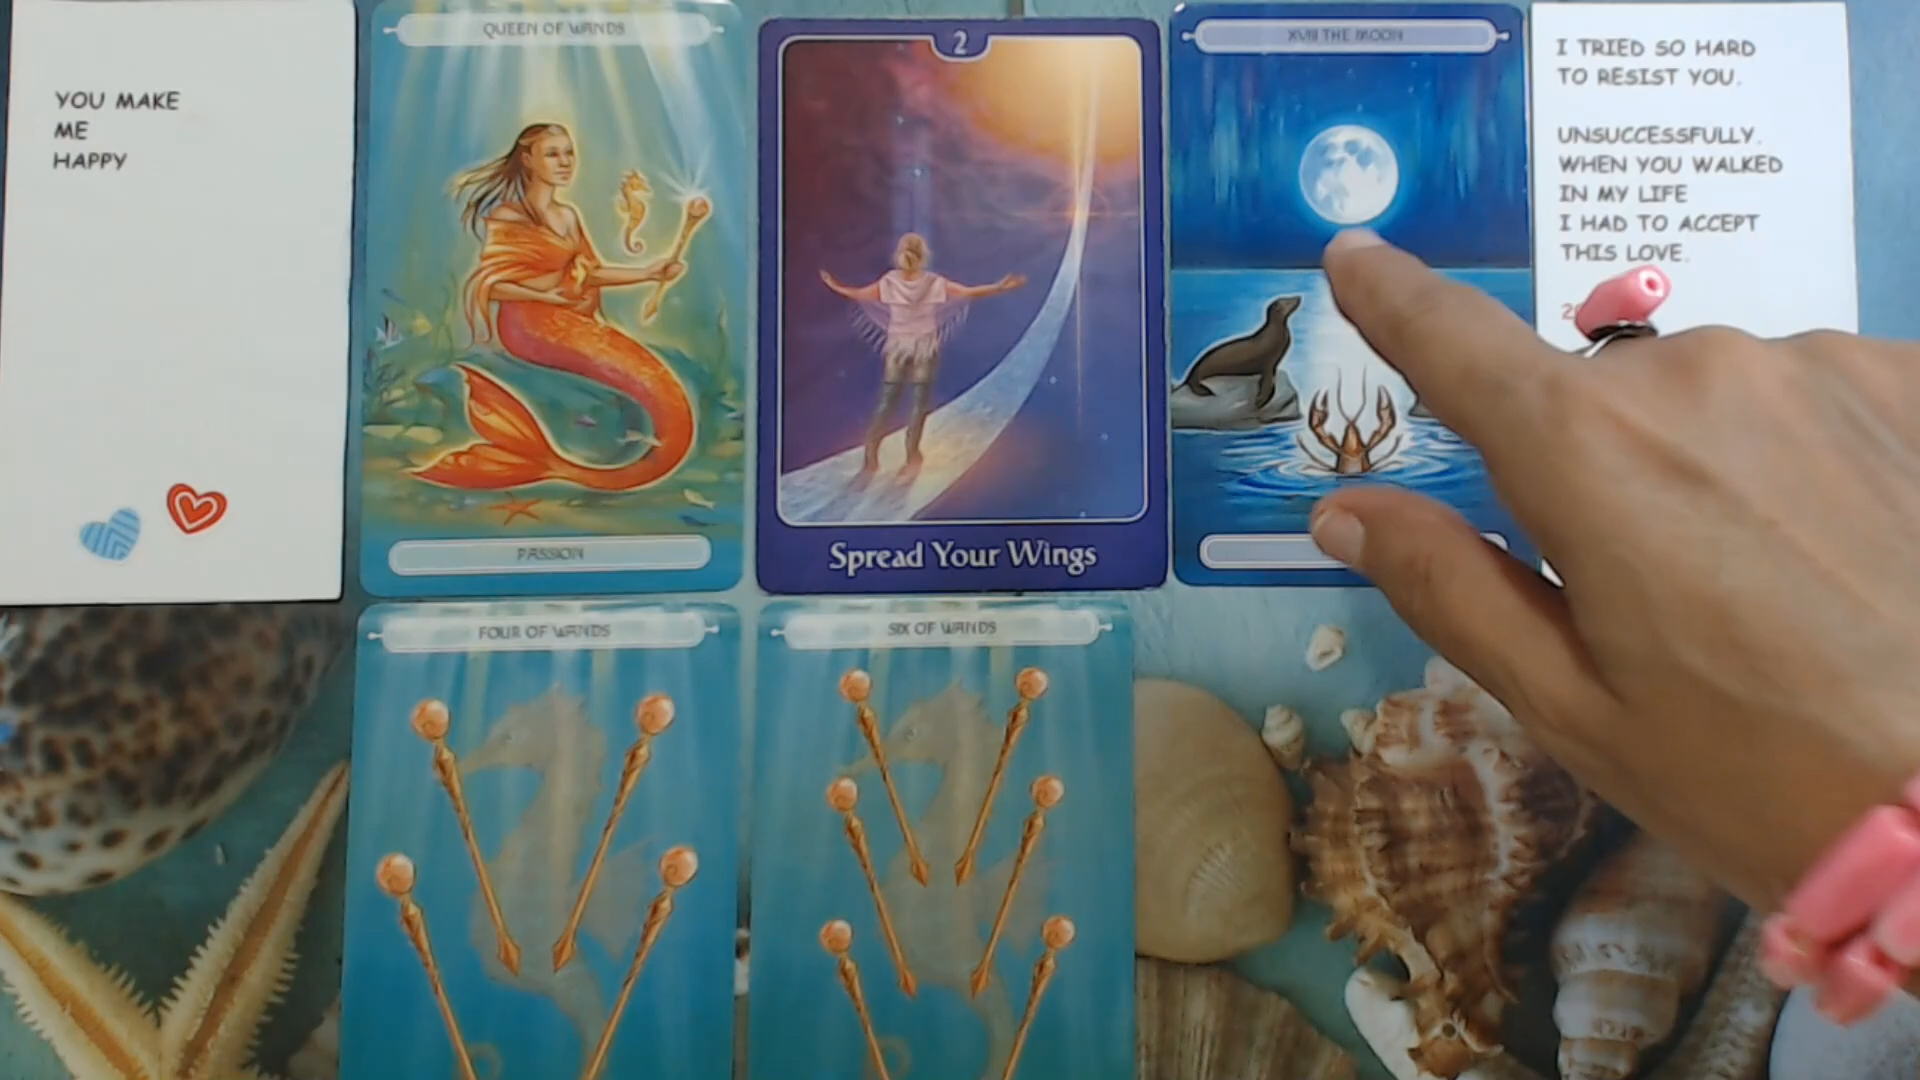 YOU MAKE
ME
HAPPY
QUEEN OF WANDS
PASSION
2
Spread Your Wings
XVIII THE MOON
I TRIED SO HARD
TO RESIST YOU.
UNSUCCESSFULLY.
WHEN YOU WALKED
IN MY LIFE
I HAD TO ACCEPT
THIS LOVE.
FOUR OF WANDS
SIX OF WANDS